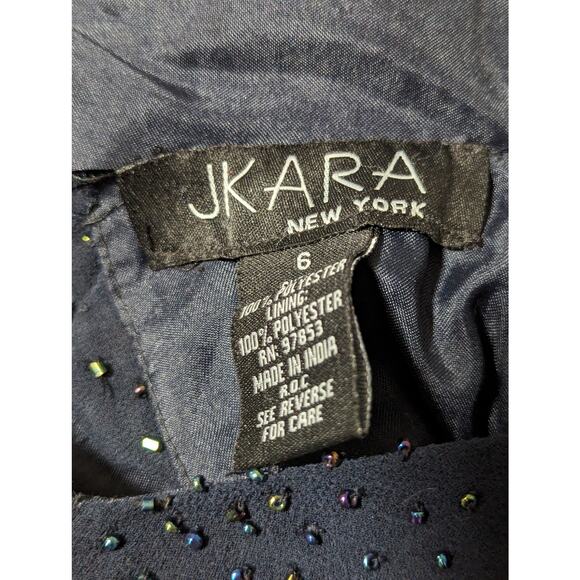 JKARA
NEW YORK
6
100% POLYESTER
LINING:
100% POLYESTER
RN: 97853
MADE IN INDIA
R.O.C
SEE REVERSE
FOR CARE